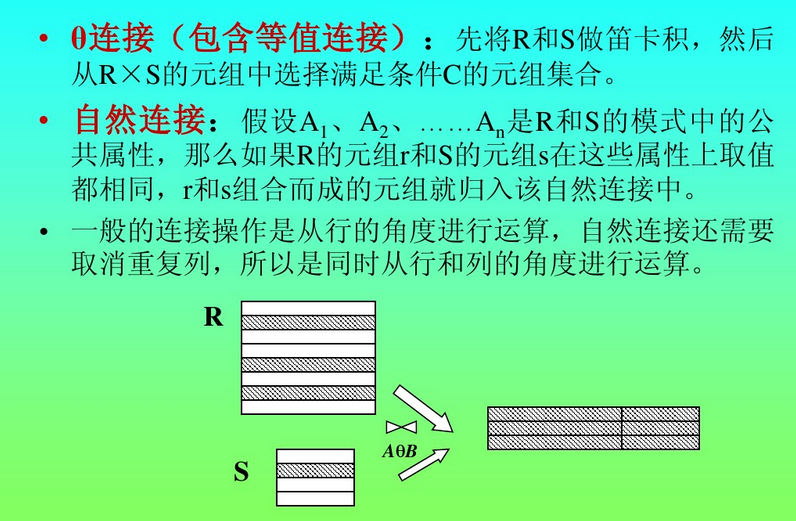 • θ连接（包含等值连接）：先将R和S做笛卡积，然后
从R×S的元组中选择满足条件C的元组集合。
• 自然连接：假设A₁、A₂、……Aₙ是R和S的模式中的公
共属性，那么如果R的元组r和S的元组s在这些属性上取值
都相同，r和s组合而成的元组就归入该自然连接中。
• 一般的连接操作是从行的角度进行运算，自然连接还需要
取消重复列，所以是同时从行和列的角度进行运算。
R
AθB
S